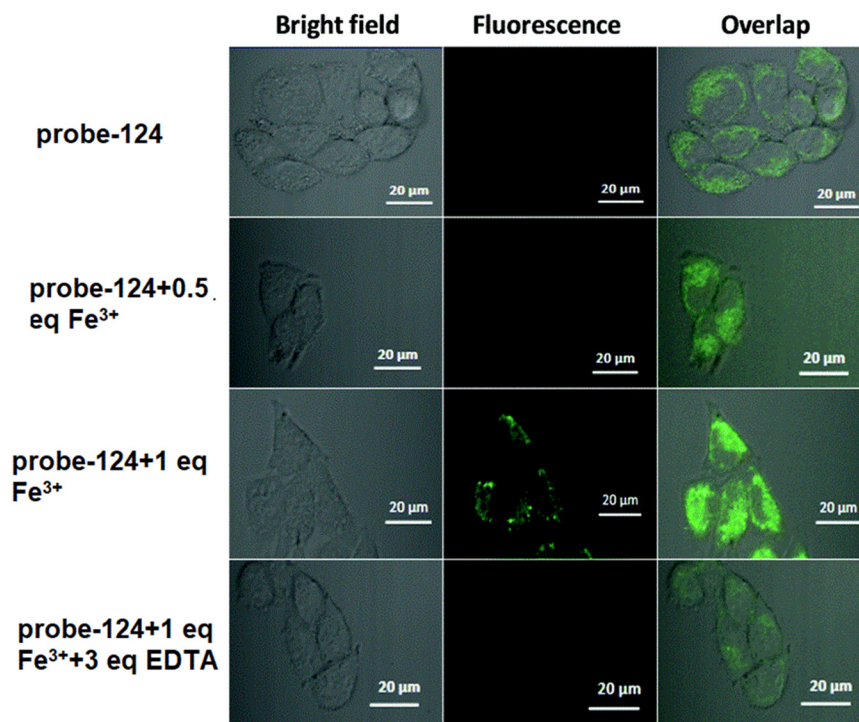 Bright field Fluorescence Overlap
probe-124
20 µm 20 µm 20 µm
probe-124+0.5 .
eq Fe³⁺
20 µm 20 µm 20 µm
probe-124+1 eq
Fe³⁺
20 µm 20 µm 20 µm
probe-124+1 eq
Fe³⁺+3 eq EDTA
20 µm 20 µm 20 µm